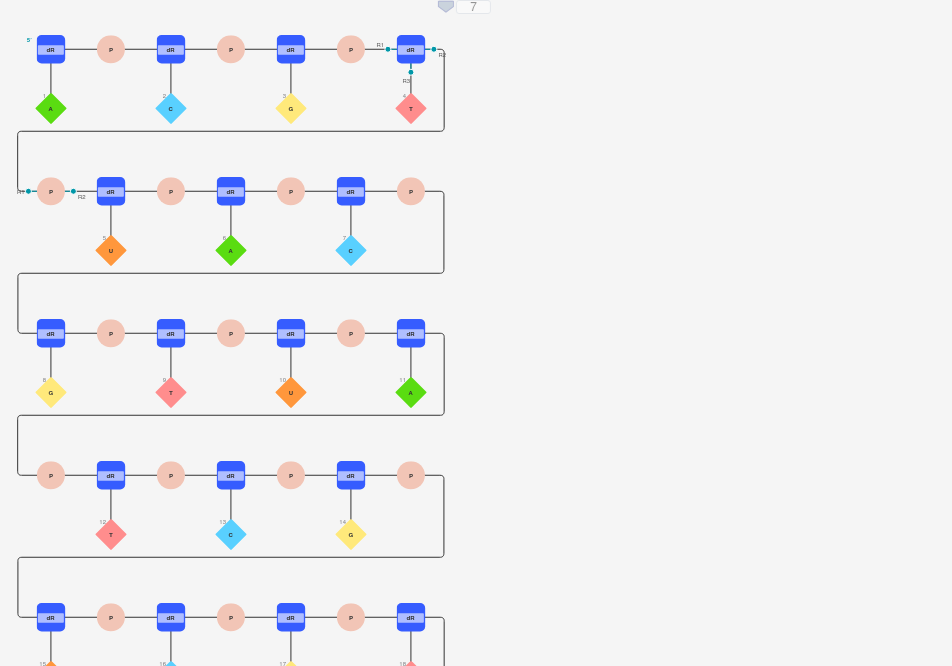 7
5' dR P dR P dR P R1 dR R2
R3
1 2 3 4
A C G T
R1 P R2 dR P dR P dR P
5 6 7
U A C
dR P dR P dR P dR
8 9 10 11
G T U A
P dR P dR P dR P
12 13 14
T C G
dR P dR P dR P dR
15 16 17 18